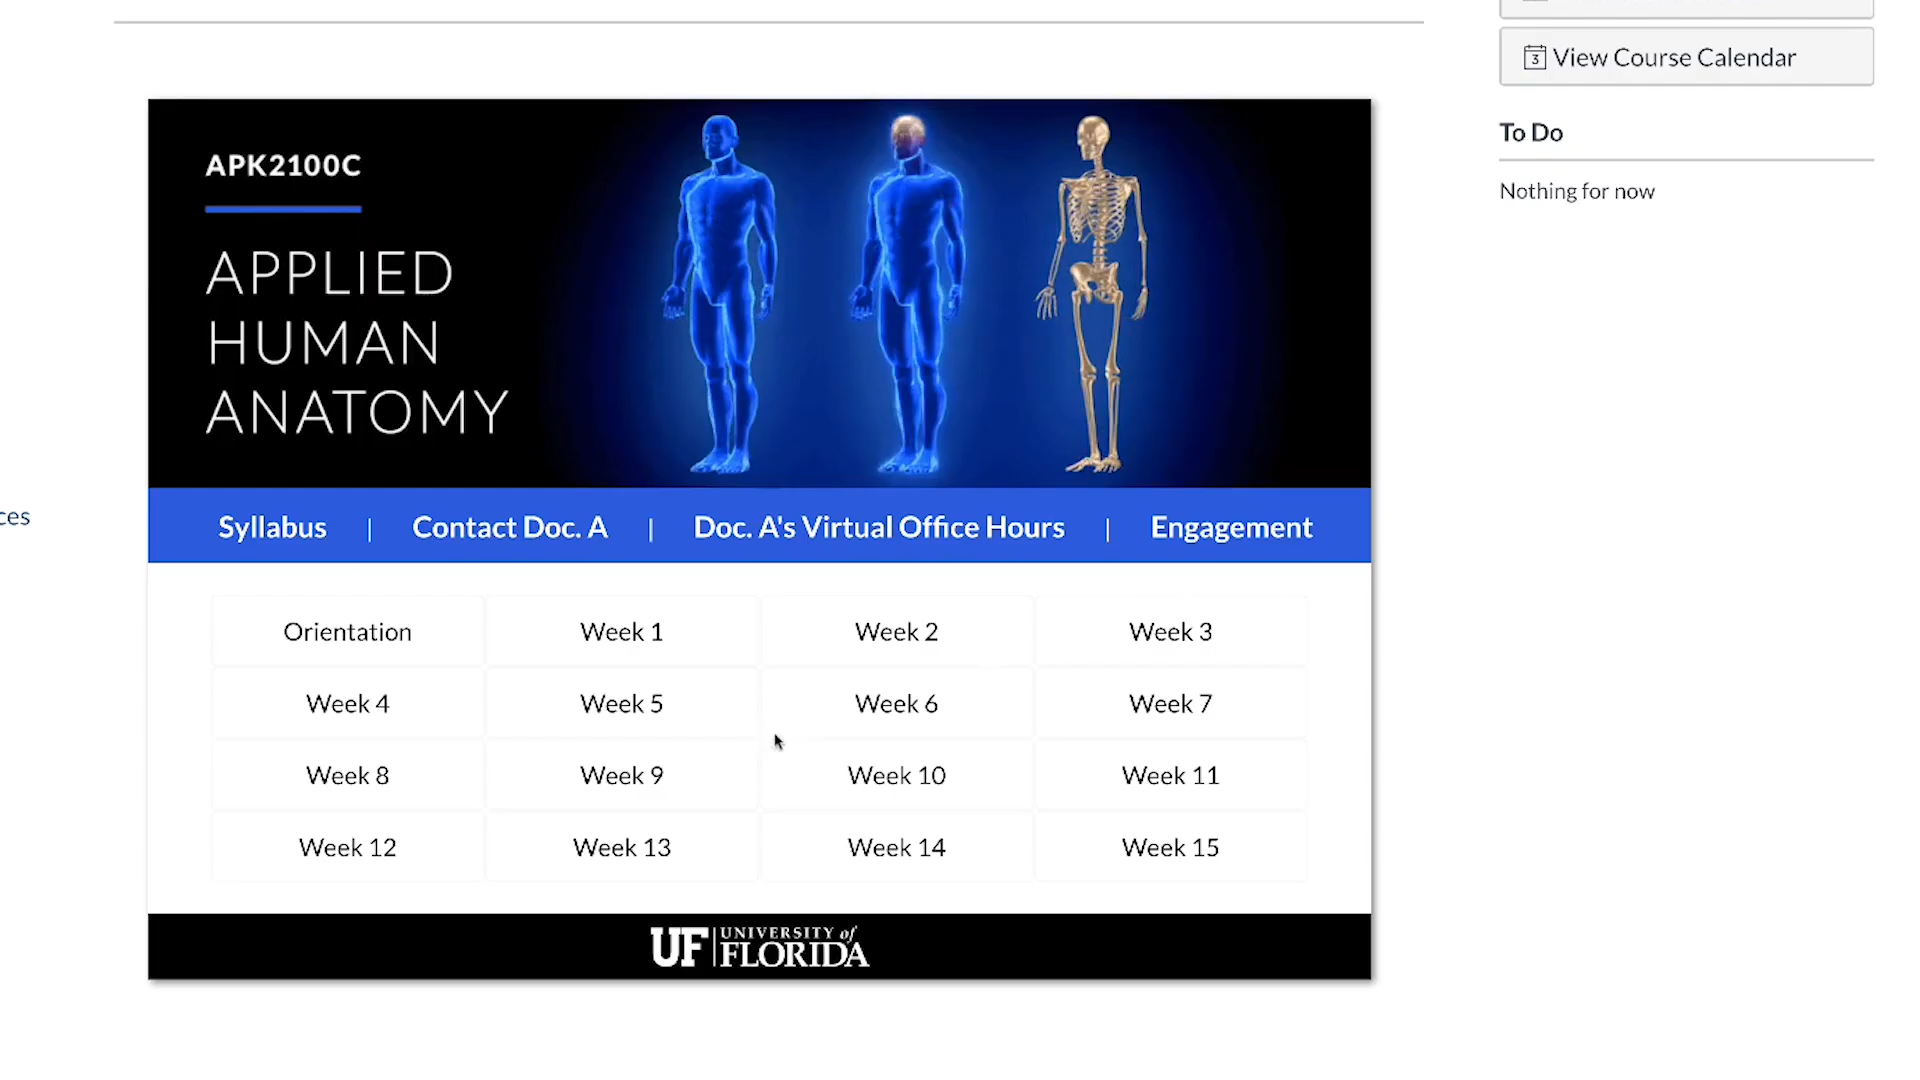 3 View Course Calendar
To Do
Nothing for now
APK2100C
APPLIED
HUMAN
ANATOMY
ces
Syllabus | Contact Doc. A | Doc. A's Virtual Office Hours | Engagement
Orientation Week 1 Week 2 Week 3
Week 4 Week 5 Week 6 Week 7
Week 8 Week 9 Week 10 Week 11
Week 12 Week 13 Week 14 Week 15
UF UNIVERSITY of
FLORIDA